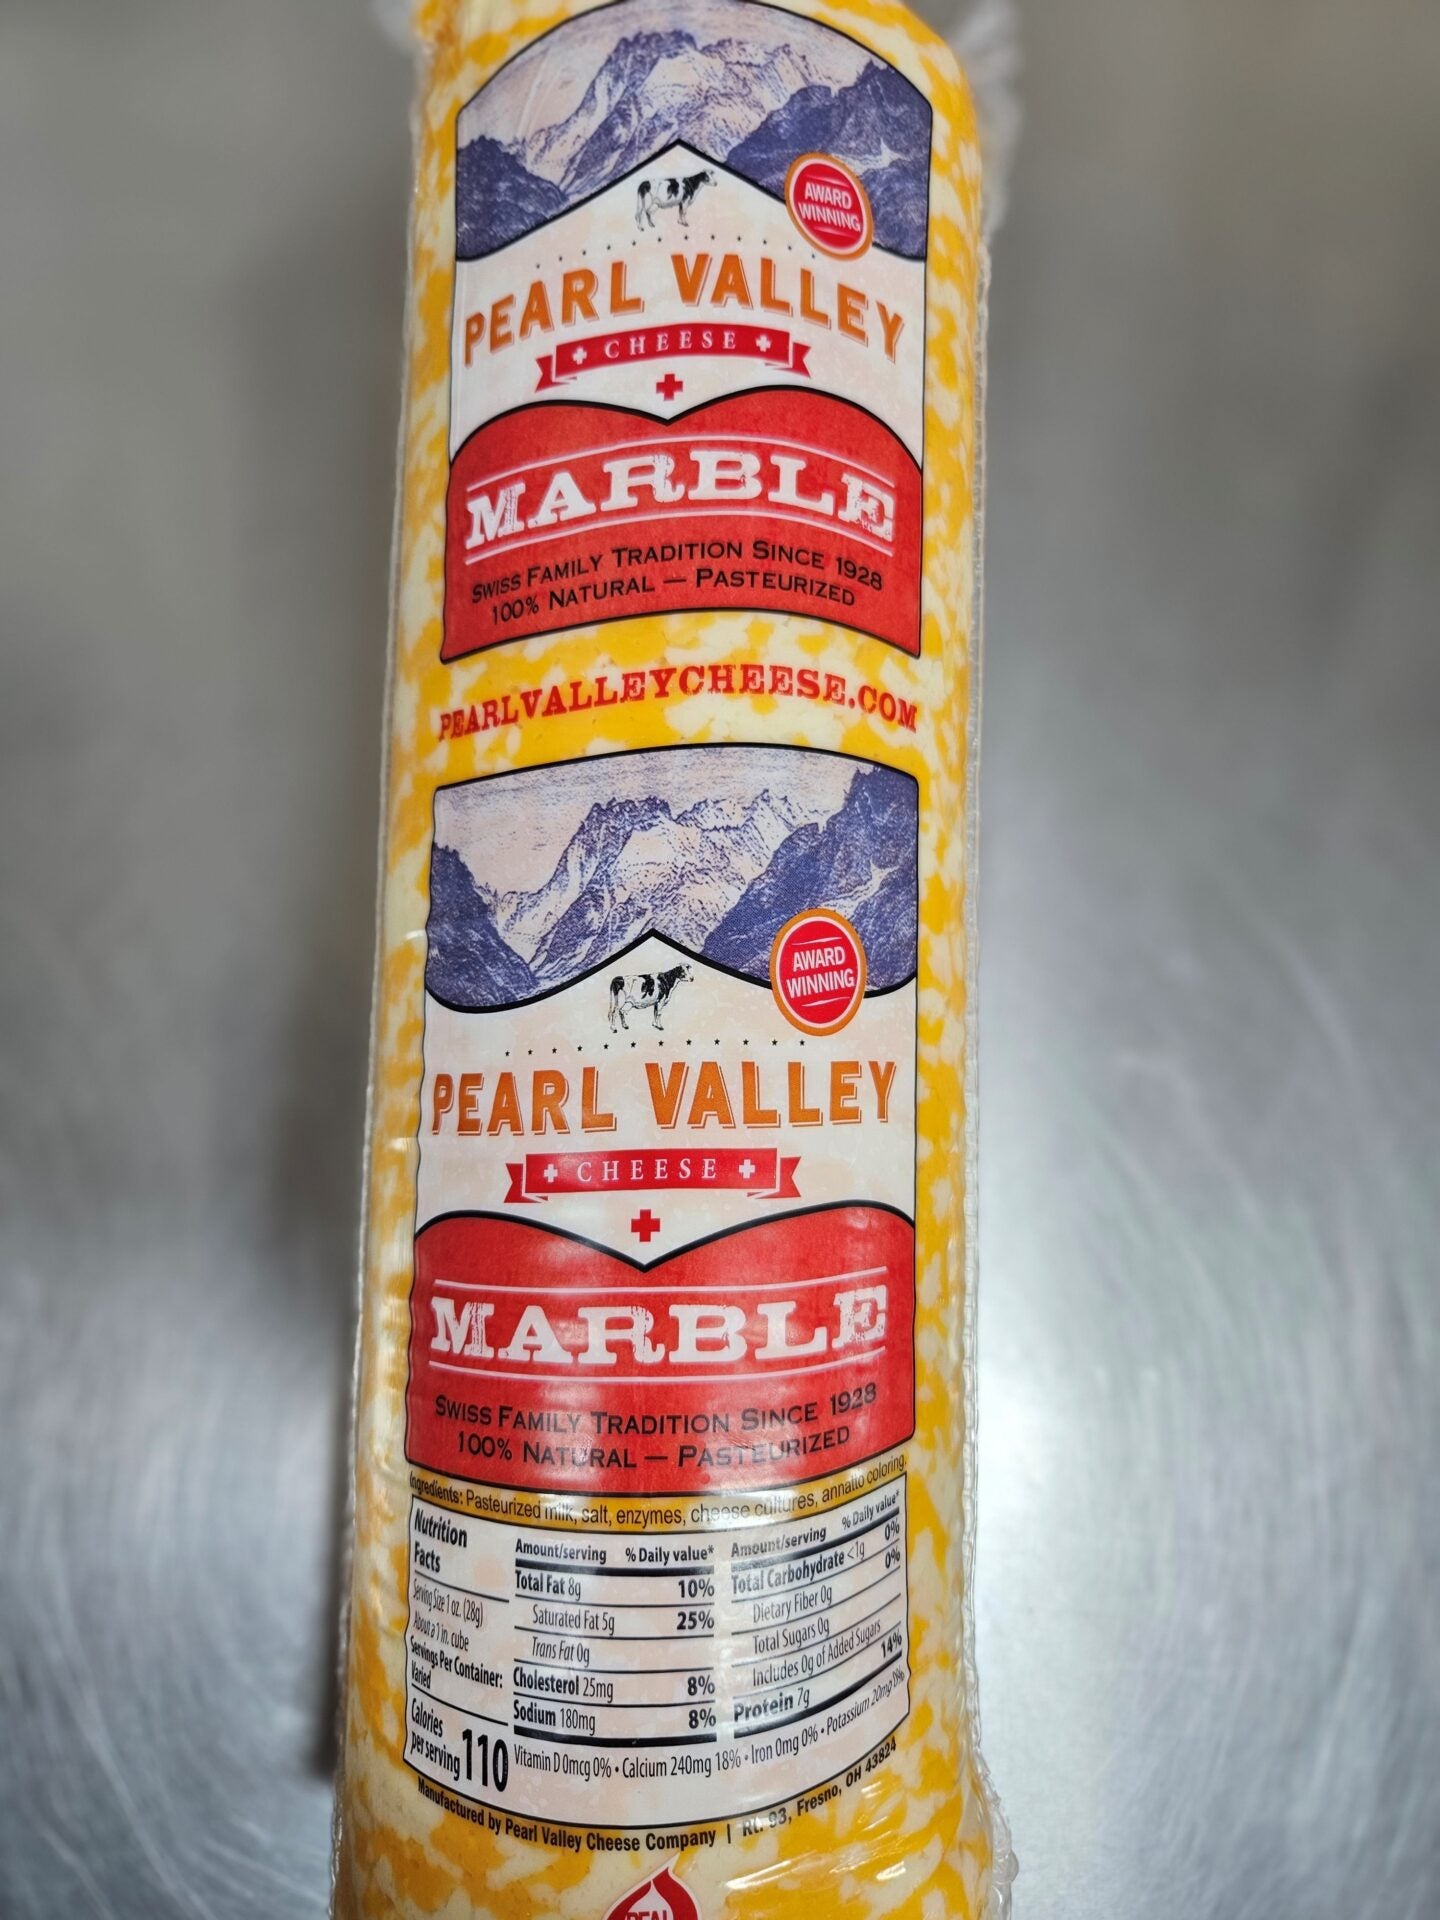 AWARD
WINNING
PEARL VALLEY
CHEESE
MARBLE
SWISS FAMILY TRADITION SINCE 1928
100% NATURAL — PASTEURIZED
PEARLVALLEYCHEESE.COM
AWARD
WINNING
PEARL VALLEY
CHEESE
MARBLE
SWISS FAMILY TRADITION SINCE 1928
100% NATURAL — PASTEURIZED
Ingredients: Pasteurized milk, salt, enzymes, cheese cultures, annatto coloring.
Nutrition
Facts
Serving Size 1 oz. (28g)
About a 1 in. cube
Servings Per Container:
Varied
Calories
per serving 110
Amount/serving % Daily value*
Total Fat 8g 10%
Saturated Fat 5g 25%
Trans Fat 0g
Cholesterol 25mg 8%
Sodium 180mg 8%
Amount/serving % Daily value*
Total Carbohydrate <1g 0%
Dietary Fiber 0g 0%
Total Sugars 0g
Includes 0g of Added Sugars
Protein 7g 14%
Vitamin D 0mcg 0% • Calcium 240mg 18% • Iron 0mg 0% • Potassium 20mg 0%
Manufactured by Pearl Valley Cheese Company | Rt. 93, Fresno, OH 43824
REAL